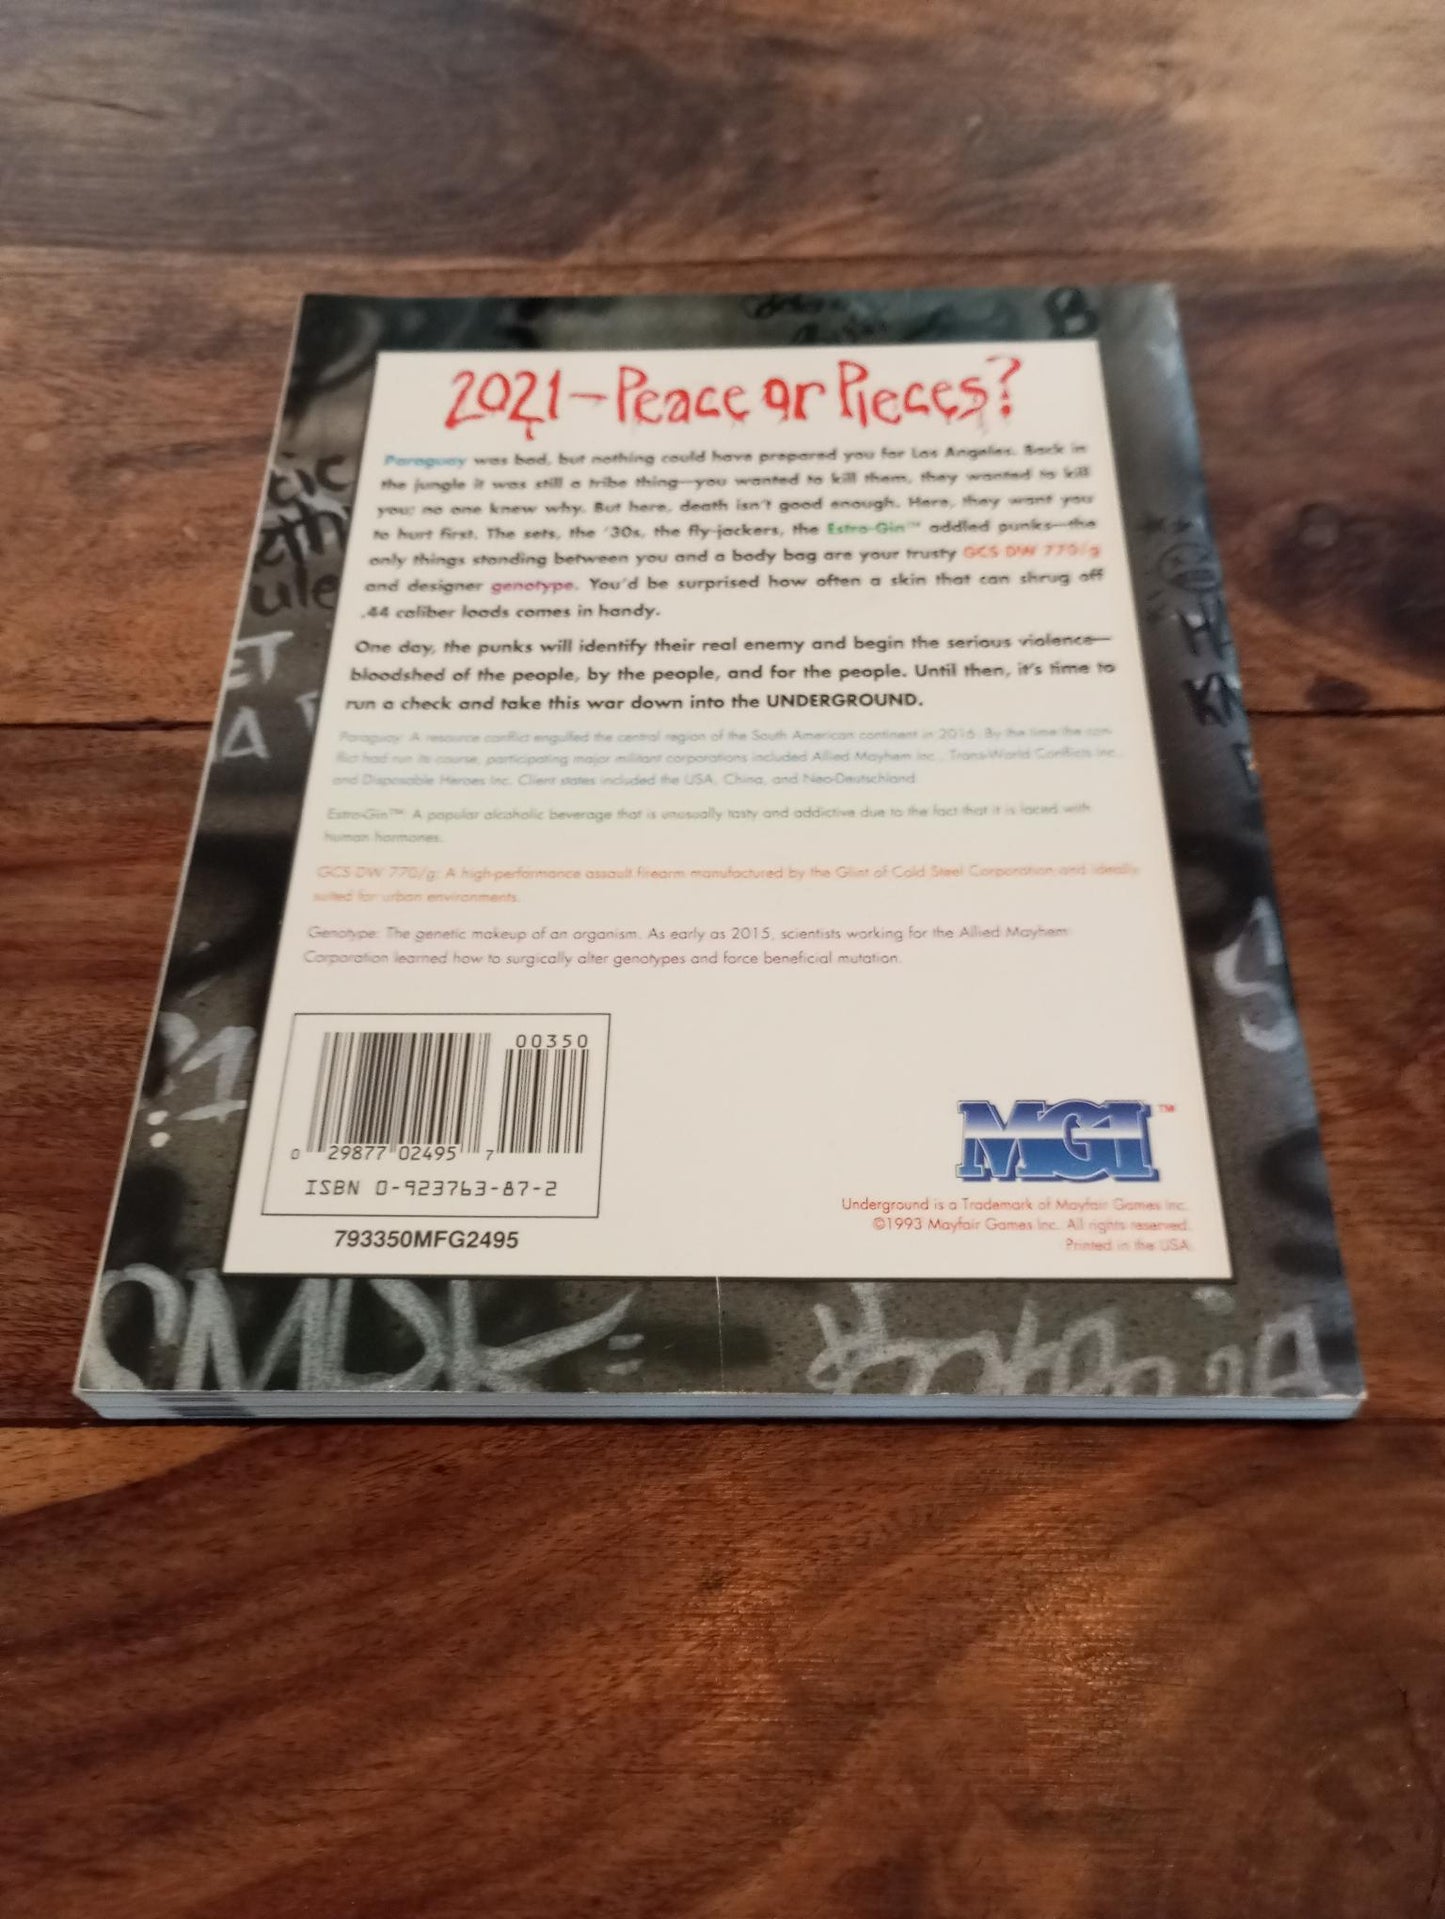 B
2021-Peace or Pieces?
Paraguay was bad, but nothing could have prepared you for Los Angeles. Back in
the jungle it was still a tribe thing—you wanted to kill them, they wanted to kill
you; no one knew why. But here, death isn't good enough. Here, they want you
to hurt first. The sets, the '30s, the fly-jackers, the Estro-Gin™ addled punks—the
only things standing between you and a body bag are your trusty GCS DW 770/g
and designer genotype. You'd be surprised how often a skin that can shrug off
.44 caliber loads comes in handy.
One day, the punks will identify their real enemy and begin the serious violence—
bloodshed of the people, by the people, and for the people. Until then, it's time to
run a check and take this war down into the UNDERGROUND.
Paraguay: A resource conflict engulfed the central region of the South American continent in 2016. By the time the con-
flict had run its course, participating major militant corporations included Allied Mayhem Inc., Trans-World Conflicts Inc.,
and Disposable Heroes Inc. Client states included the USA, China, and Neo-Deutschland.
Estro-Gin™: A popular alcoholic beverage that is unusually tasty and addictive due to the fact that it is laced with
human hormones.
GCS DW 770/g: A high-performance assault firearm manufactured by the Glint of Cold Steel Corporation and ideally
suited for urban environments.
Genotype: The genetic makeup of an organism. As early as 2015, scientists working for the Allied Mayhem
Corporation learned how to surgically alter genotypes and force beneficial mutation.
00350
0 29877 02495 7
ISBN 0-923763-87-2
793350MFG2495
MGI™
Underground is a Trademark of Mayfair Games Inc.
©1993 Mayfair Games Inc. All rights reserved.
Printed in the USA.